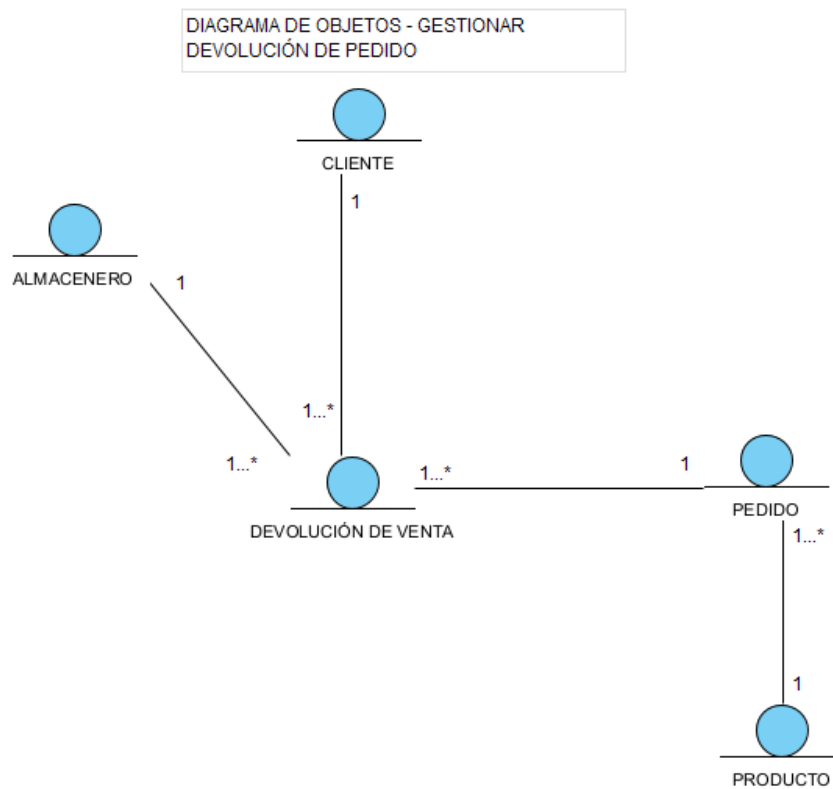 DIAGRAMA DE OBJETOS - GESTIONAR
DEVOLUCIÓN DE PEDIDO
CLIENTE
1
ALMACENERO
1
1...*
1...*
1...*
1
DEVOLUCIÓN DE VENTA
PEDIDO
1...*
1
PRODUCTO